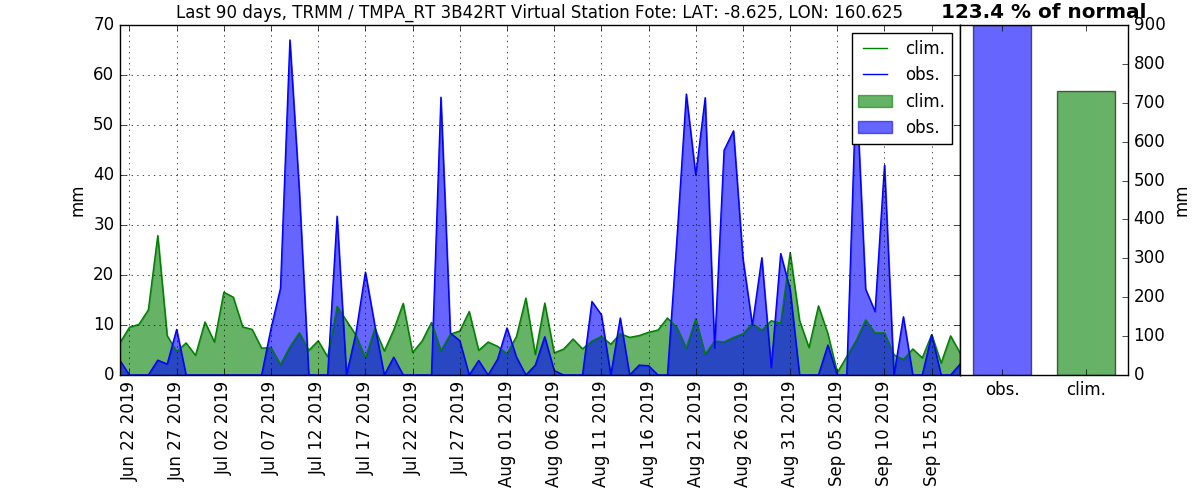 Last 90 days, TRMM / TMPA_RT 3B42RT Virtual Station Fote: LAT: -8.625, LON: 160.625
123.4 % of normal
70
60
50
40
30
20
10
0
mm
clim.
obs.
clim.
obs.
900
800
700
600
500
400
300
200
100
0
mm
Jun 22 2019
Jun 27 2019
Jul 02 2019
Jul 07 2019
Jul 12 2019
Jul 17 2019
Jul 22 2019
Jul 27 2019
Aug 01 2019
Aug 06 2019
Aug 11 2019
Aug 16 2019
Aug 21 2019
Aug 26 2019
Aug 31 2019
Sep 05 2019
Sep 10 2019
Sep 15 2019
obs.
clim.